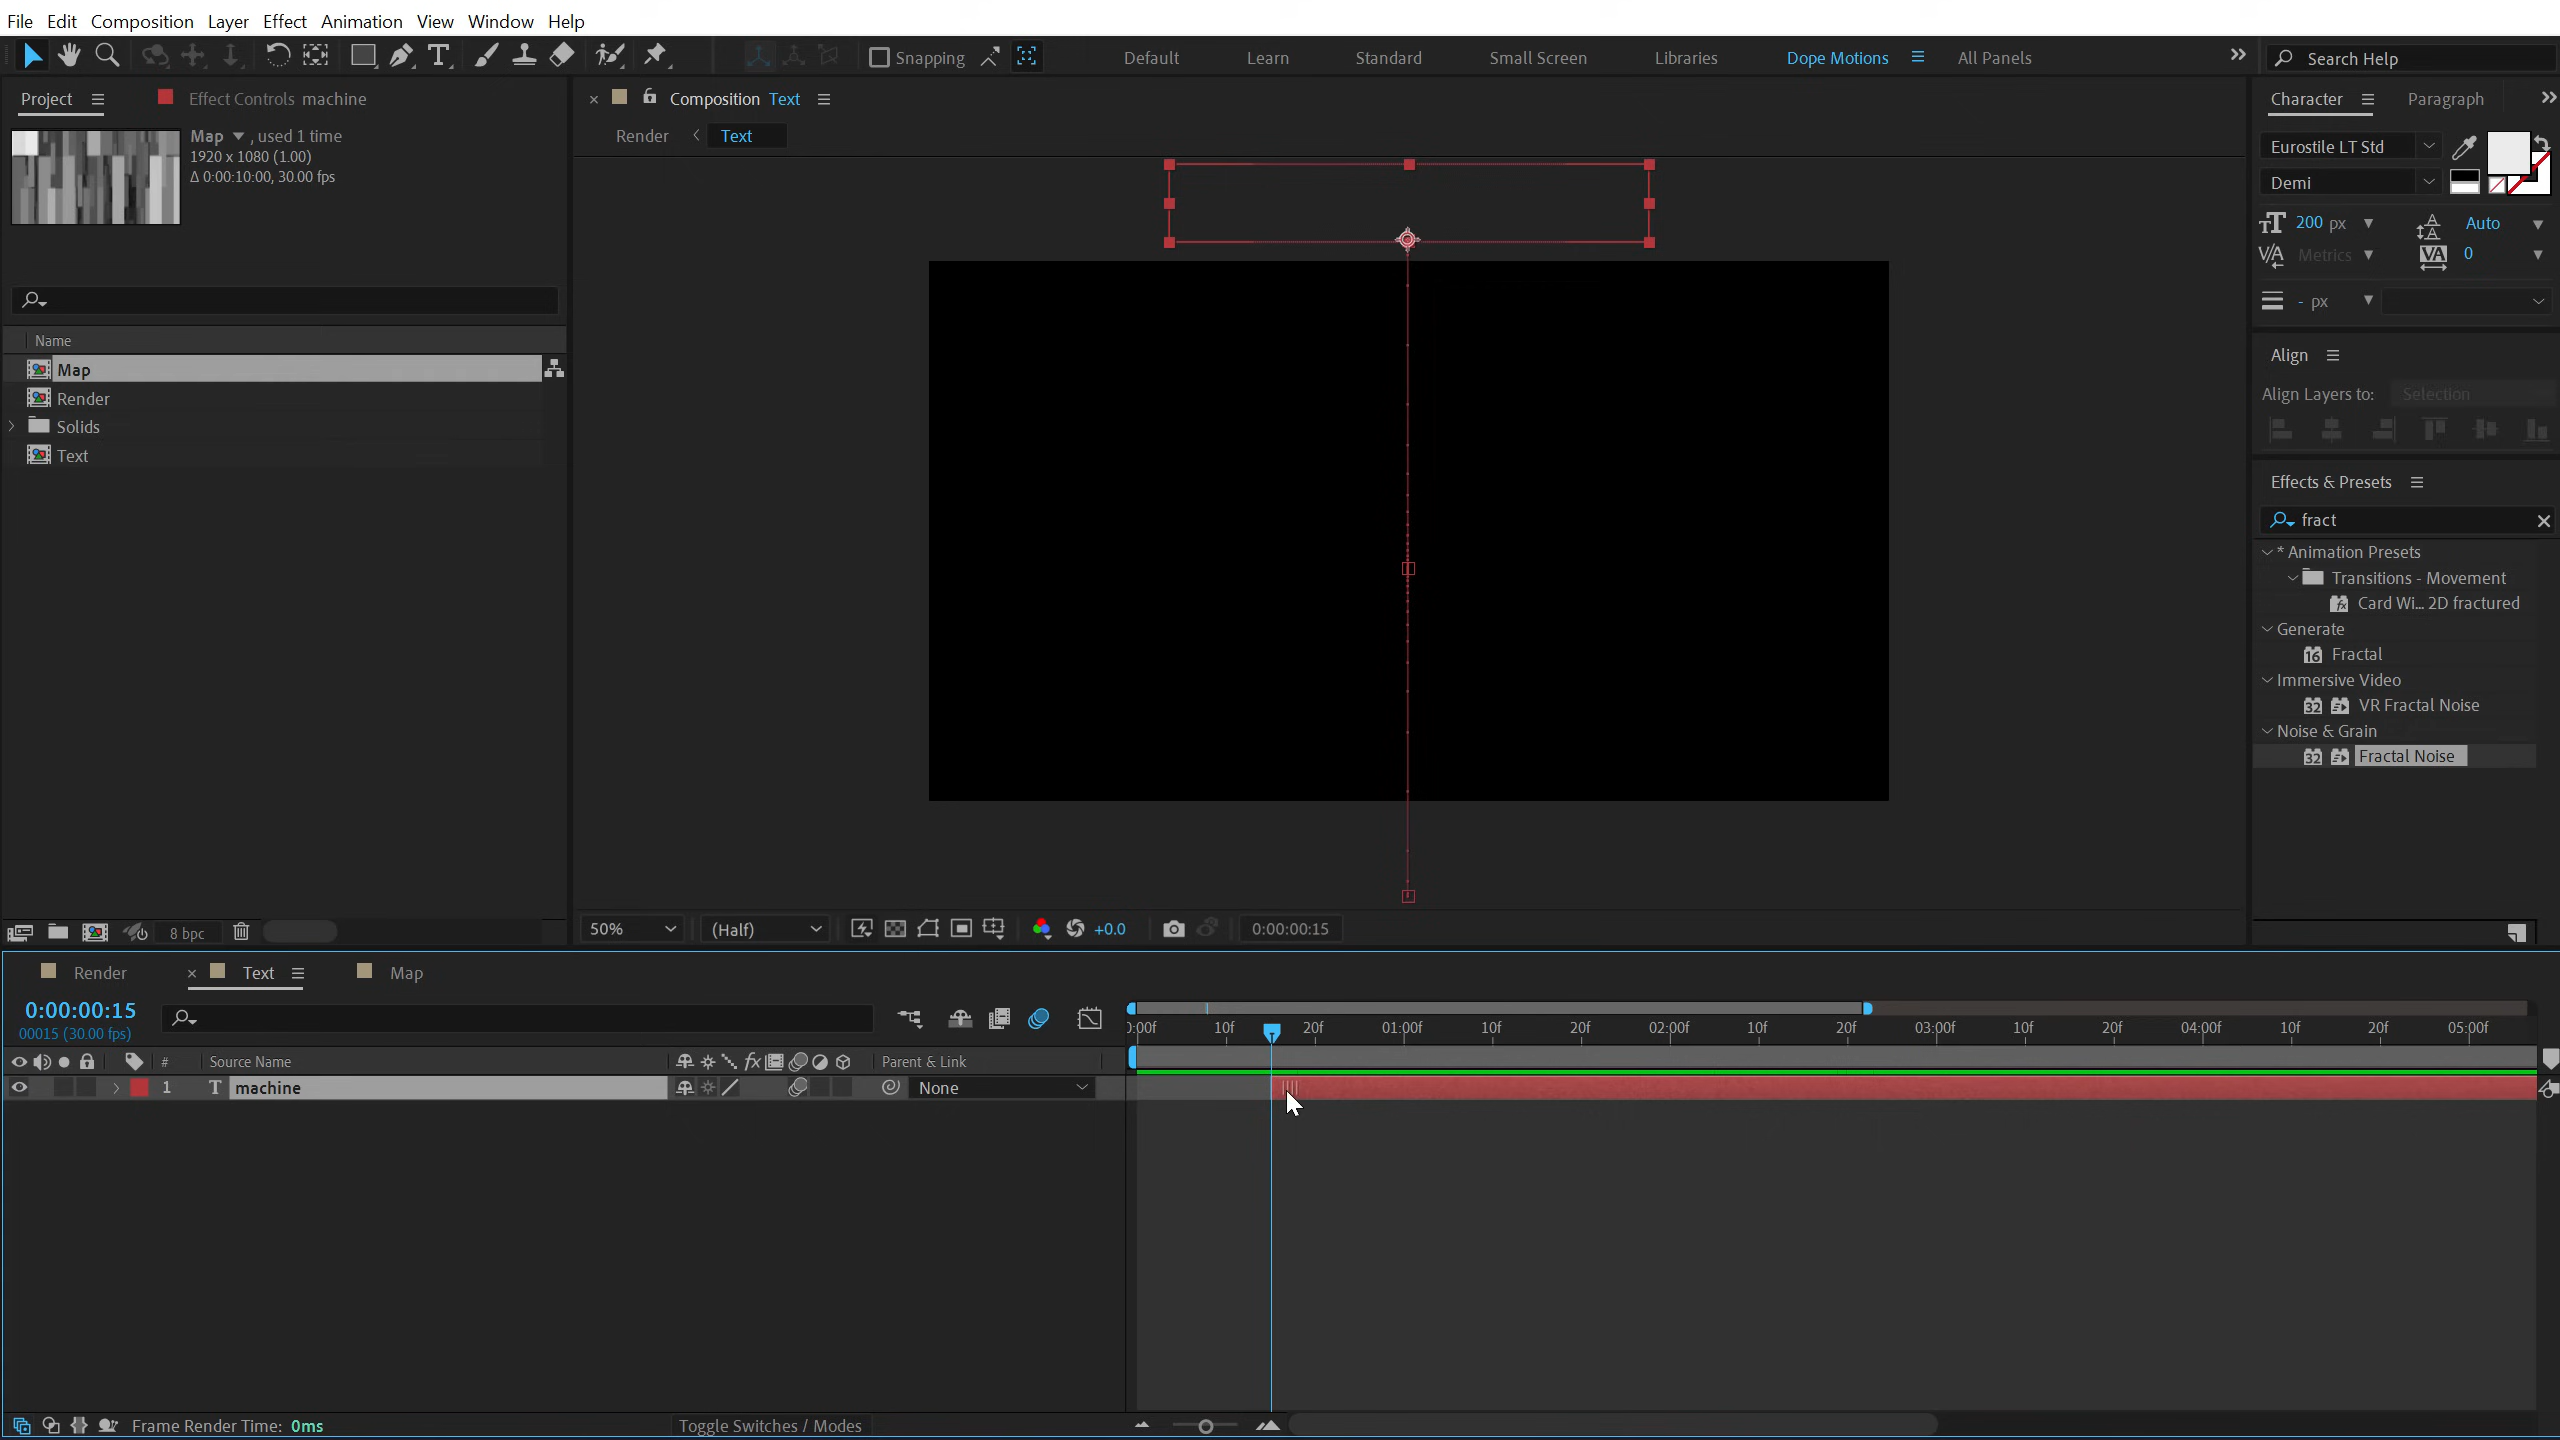 File Edit Composition Layer Effect Animation View Window Help
Snapping Default Learn Standard Small Screen Libraries Dope Motions All Panels Search Help
Project Effect Controls machine
Map , used 1 time
1920 x 1080 (1.00)
Δ 0:00:10:00, 30.00 fps
Name
Map
Render
Solids
Text
8 bpc
Composition Text
Render Text
50% (Half) +0.0 0:00:00:15
Character Paragraph
Eurostile LT Std
Demi
200 px Auto
Metrics 0
- px
Align
Align Layers to: Selection
Effects & Presets
fract
* Animation Presets
Transitions - Movement
Card Wi... 2D fractured
Generate
16 Fractal
Immersive Video
32 VR Fractal Noise
Noise & Grain
32 Fractal Noise
Render Text Map
0:00:00:15
00015 (30.00 fps)
# Source Name fx Parent & Link
1 T machine None
0:00f 10f 20f 01:00f 10f 20f 02:00f 10f 20f 03:00f 10f 20f 04:00f 10f 20f 05:00f
Frame Render Time: 0ms Toggle Switches / Modes